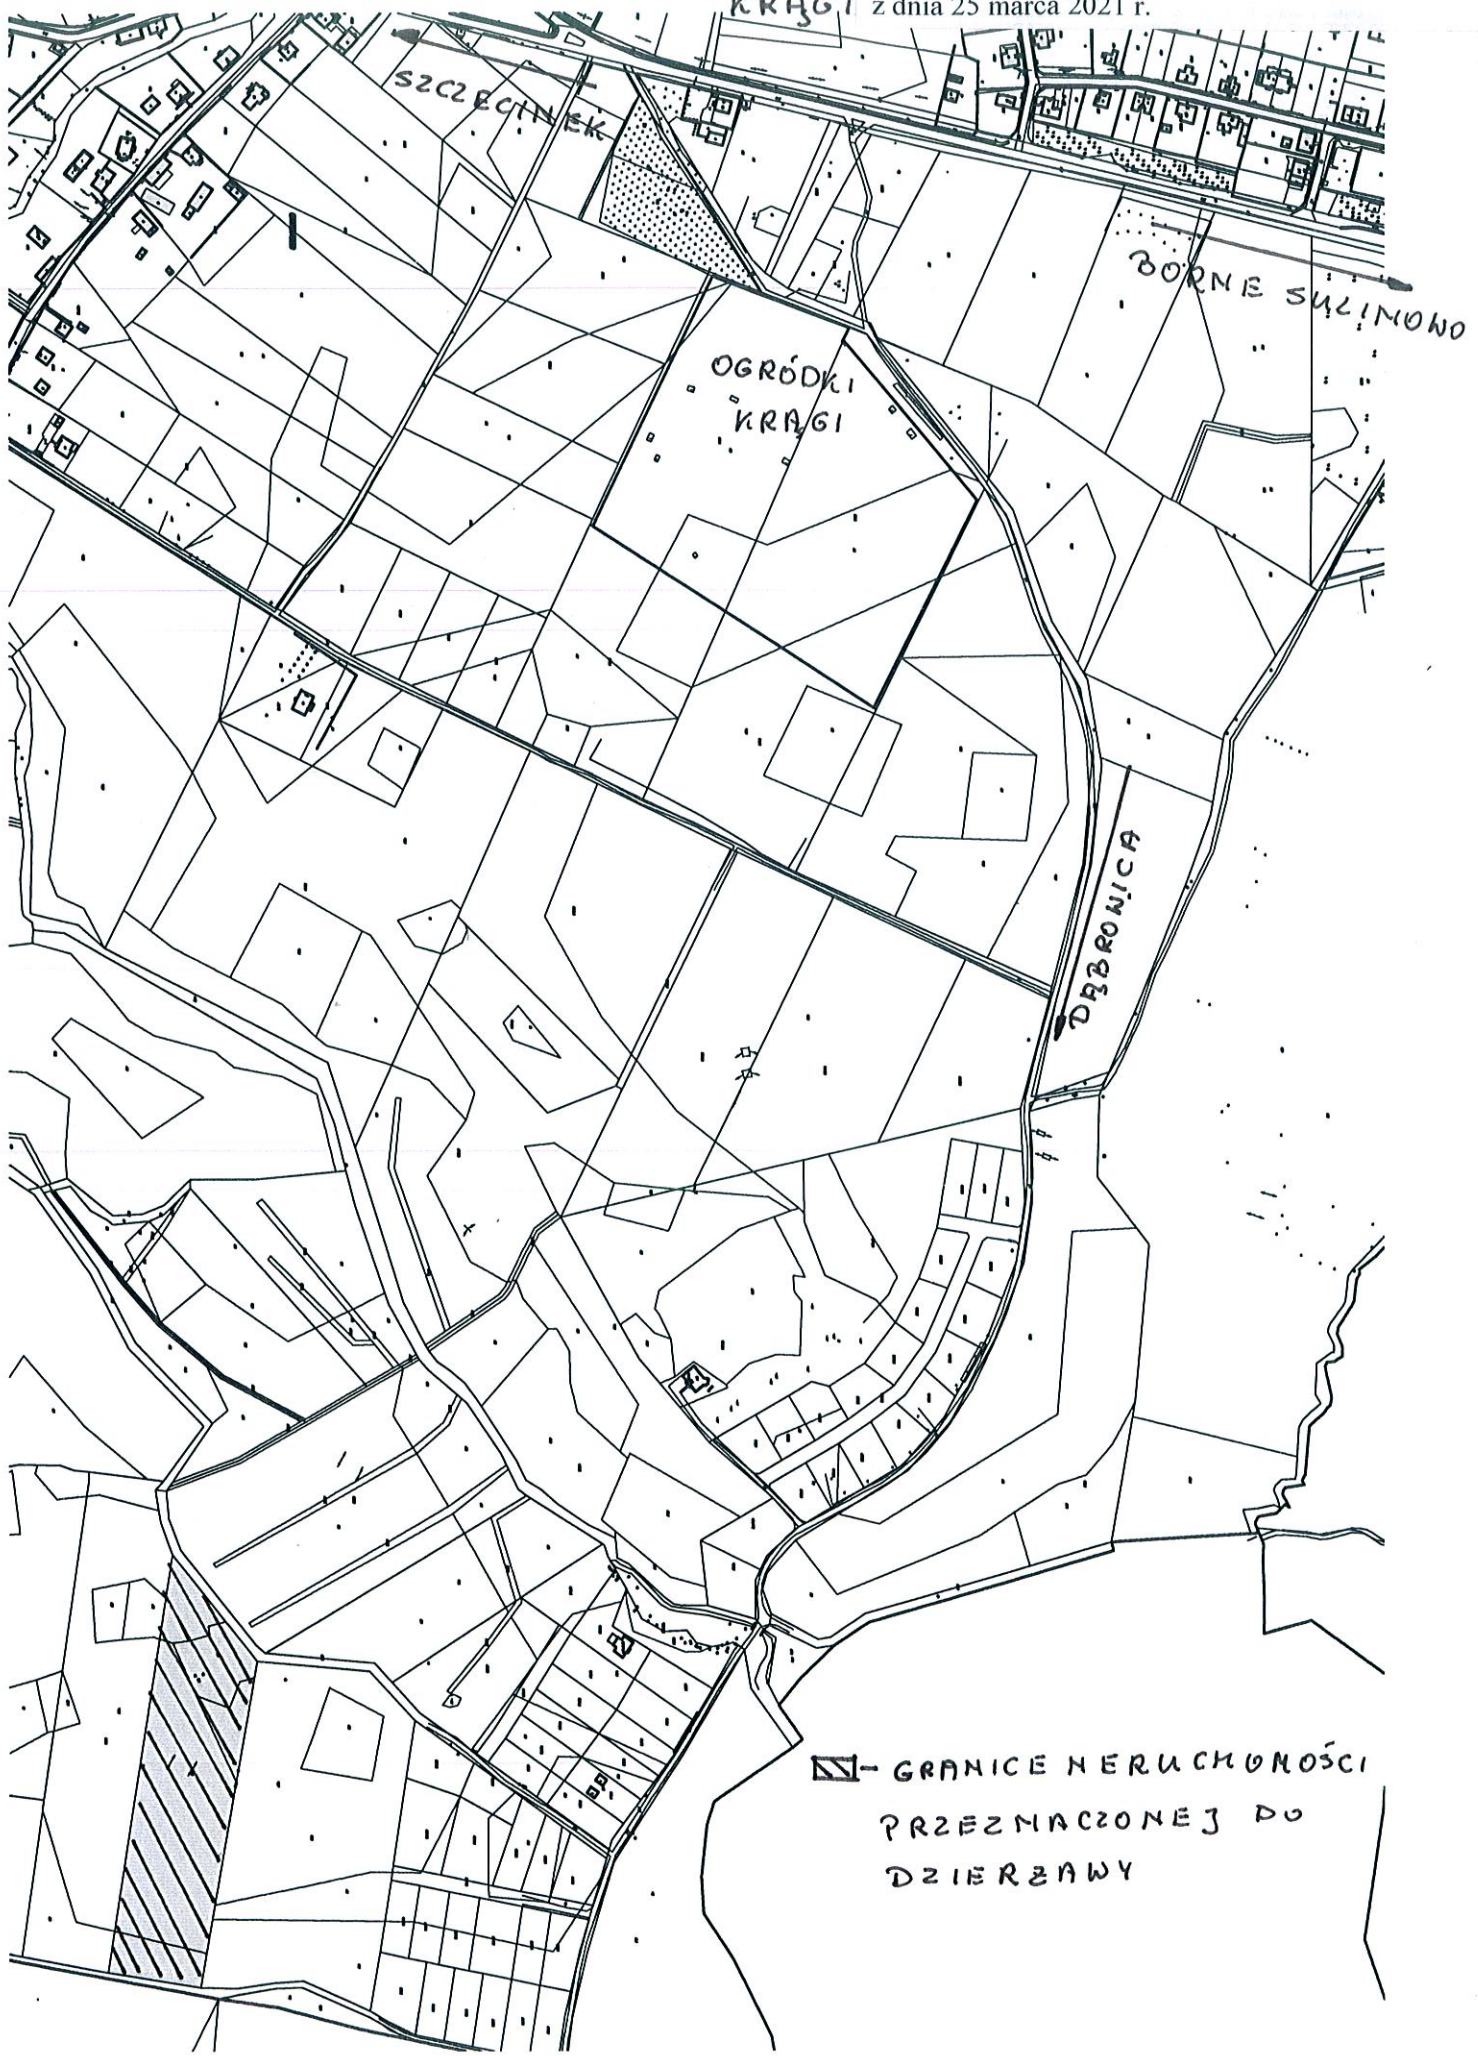 KRĄGI z dnia 25 marca 2021 r.
SZCZECINEK
BORNE SULINOWO
OGRÓDKI
KRĄGI
DĄBROWICA
- GRANICE NERUCHOMOŚCI
PRZEZNACZONEJ DO
DZIERŻAWY